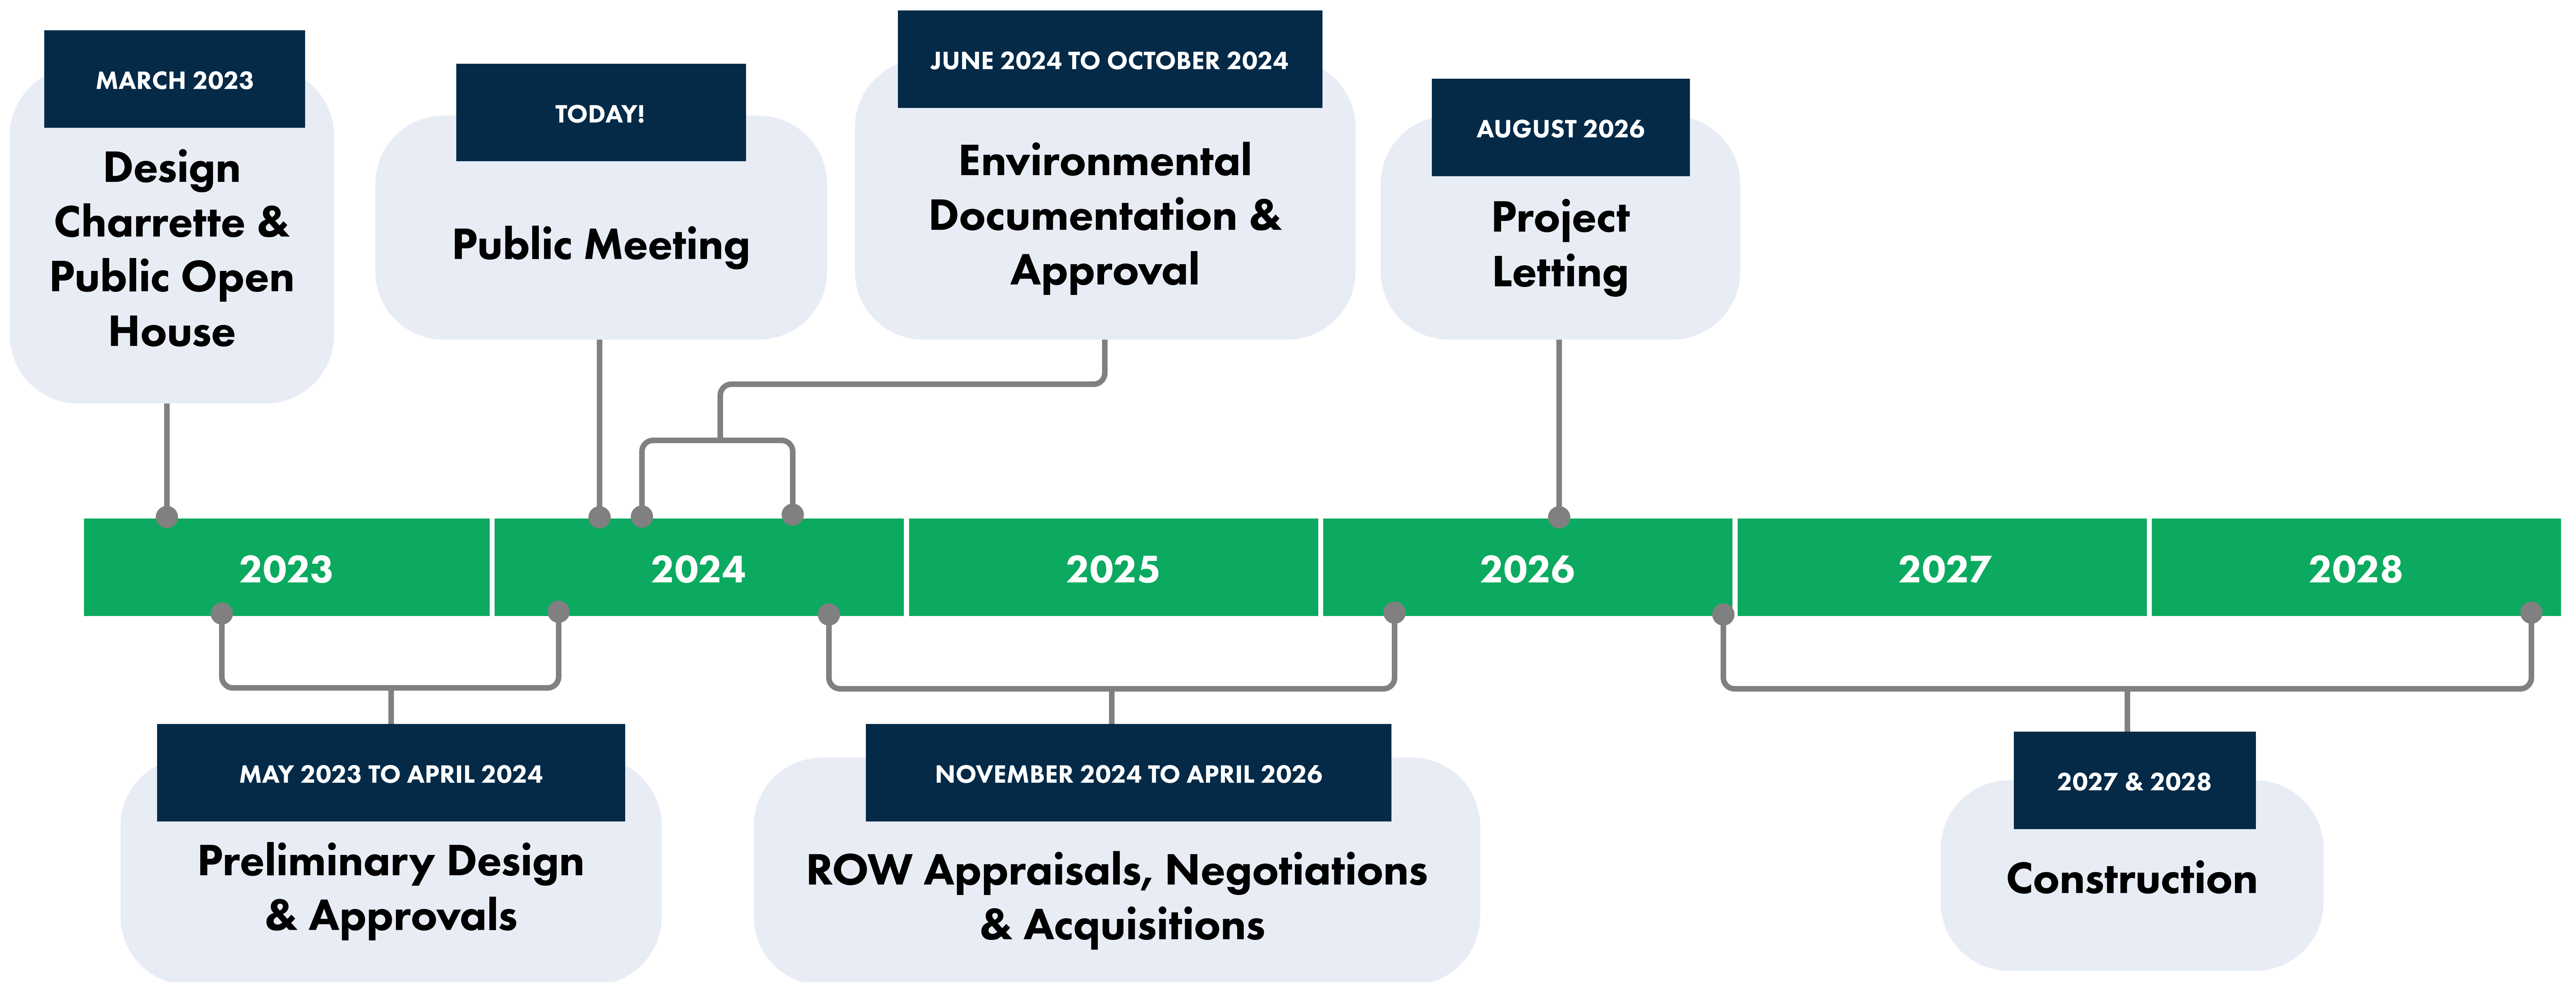 MARCH 2023
Design
Charrette &
Public Open
House
TODAY!
Public Meeting
JUNE 2024 TO OCTOBER 2024
Environmental
Documentation &
Approval
AUGUST 2026
Project
Letting
2023
2024
2025
2026
2027
2028
MAY 2023 TO APRIL 2024
Preliminary Design
& Approvals
NOVEMBER 2024 TO APRIL 2026
ROW Appraisals, Negotiations
& Acquisitions
2027 & 2028
Construction